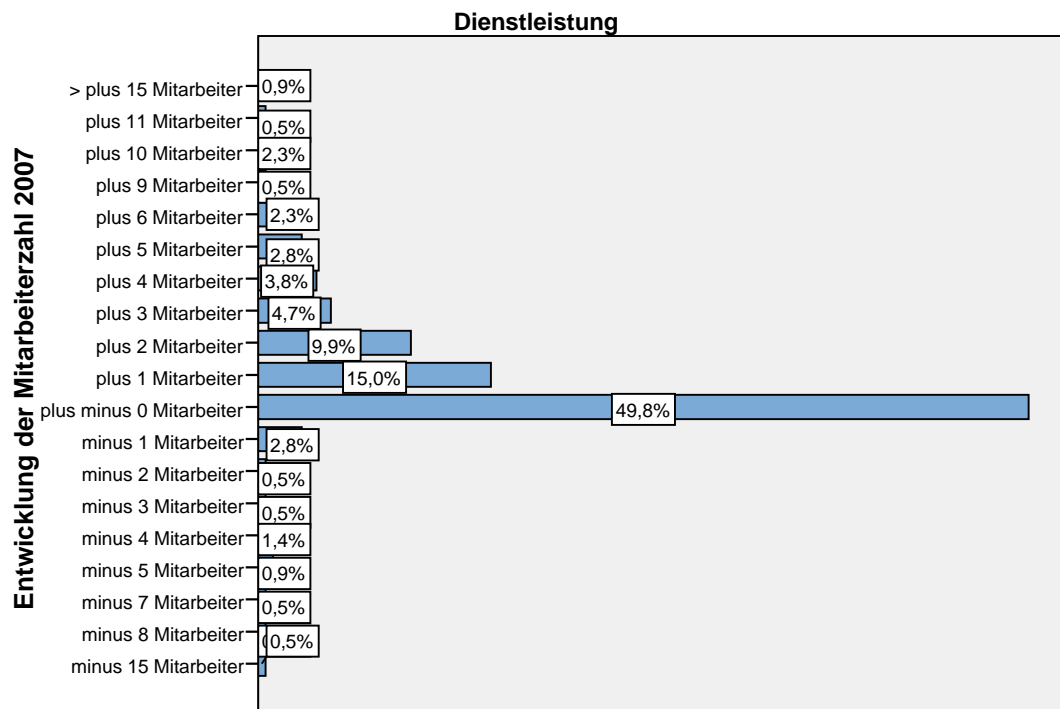 Dienstleistung
Entwicklung der Mitarbeiterzahl 2007
> plus 15 Mitarbeiter 0,9%
plus 11 Mitarbeiter 0,5%
plus 10 Mitarbeiter 2,3%
plus 9 Mitarbeiter 0,5%
plus 6 Mitarbeiter 2,3%
plus 5 Mitarbeiter 2,8%
plus 4 Mitarbeiter 3,8%
plus 3 Mitarbeiter 4,7%
plus 2 Mitarbeiter 9,9%
plus 1 Mitarbeiter 15,0%
plus minus 0 Mitarbeiter 49,8%
minus 1 Mitarbeiter 2,8%
minus 2 Mitarbeiter 0,5%
minus 3 Mitarbeiter 0,5%
minus 4 Mitarbeiter 1,4%
minus 5 Mitarbeiter 0,9%
minus 7 Mitarbeiter 0,5%
minus 8 Mitarbeiter 0,5%
minus 15 Mitarbeiter